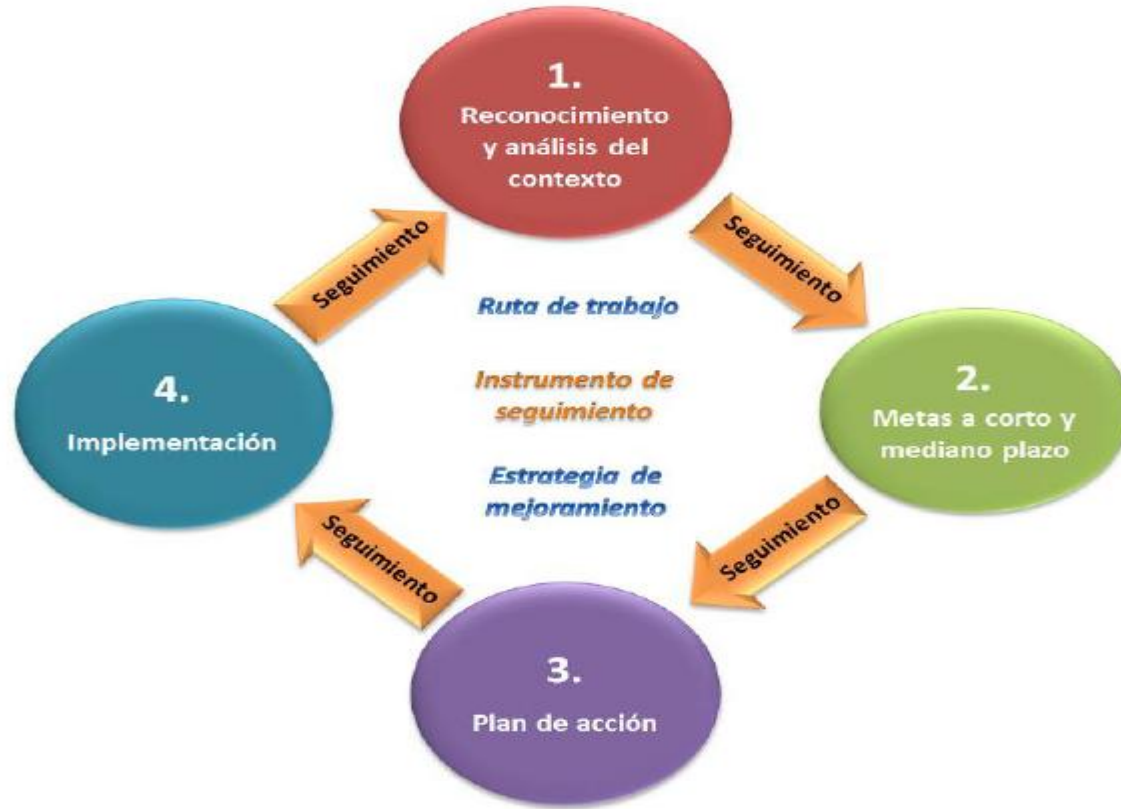 1.
Reconocimiento
y análisis del
contexto
Seguimiento
Seguimiento
Ruta de trabajo
Instrumento de
seguimiento
Estrategia de
mejoramiento
4.
Implementación
2.
Metas a corto y
mediano plazo
Seguimiento
Seguimiento
3.
Plan de acción